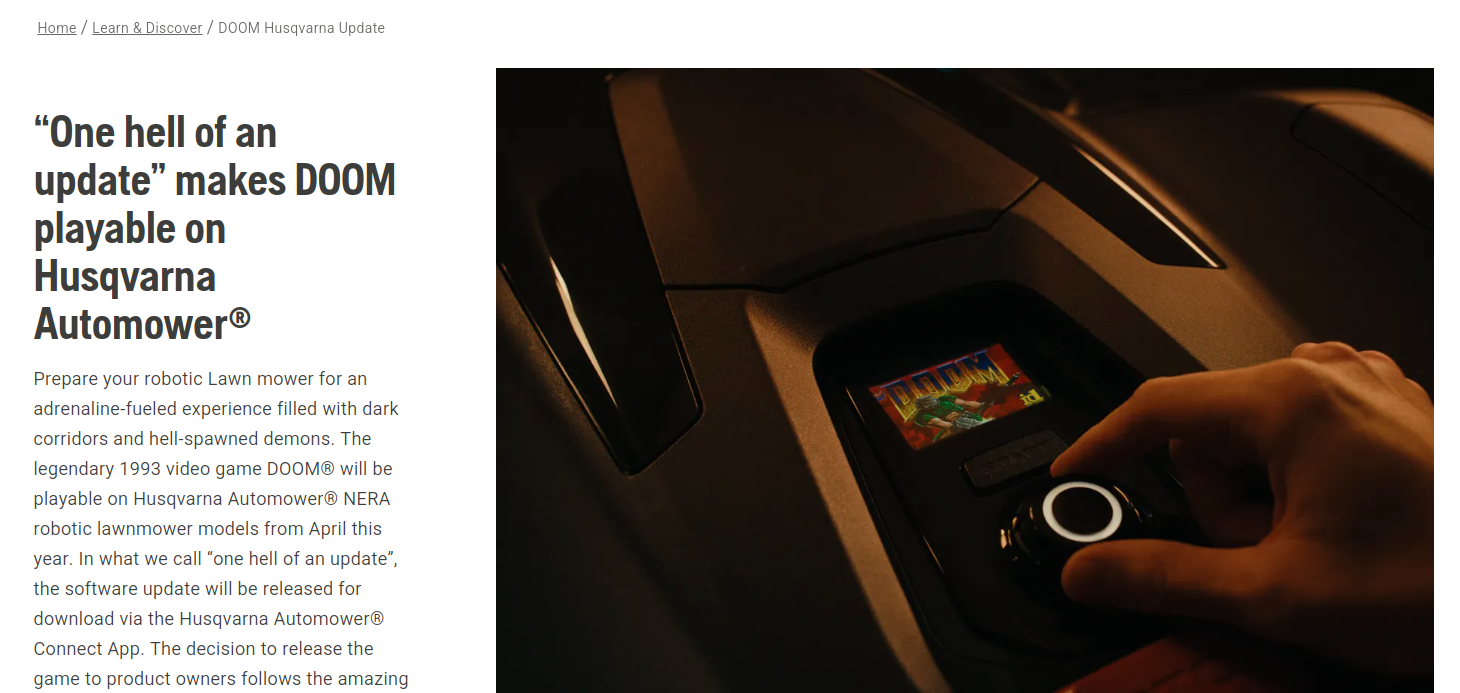 Home / Learn & Discover / DOOM Husqvarna Update
“One hell of an
update” makes DOOM
playable on
Husqvarna
Automower®
Prepare your robotic Lawn mower for an
adrenaline-fueled experience filled with dark
corridors and hell-spawned demons. The
legendary 1993 video game DOOM® will be
playable on Husqvarna Automower® NERA
robotic lawnmower models from April this
year. In what we call “one hell of an update”,
the software update will be released for
download via the Husqvarna Automower®
Connect App. The decision to release the
game to product owners follows the amazing
DOOM
id
START